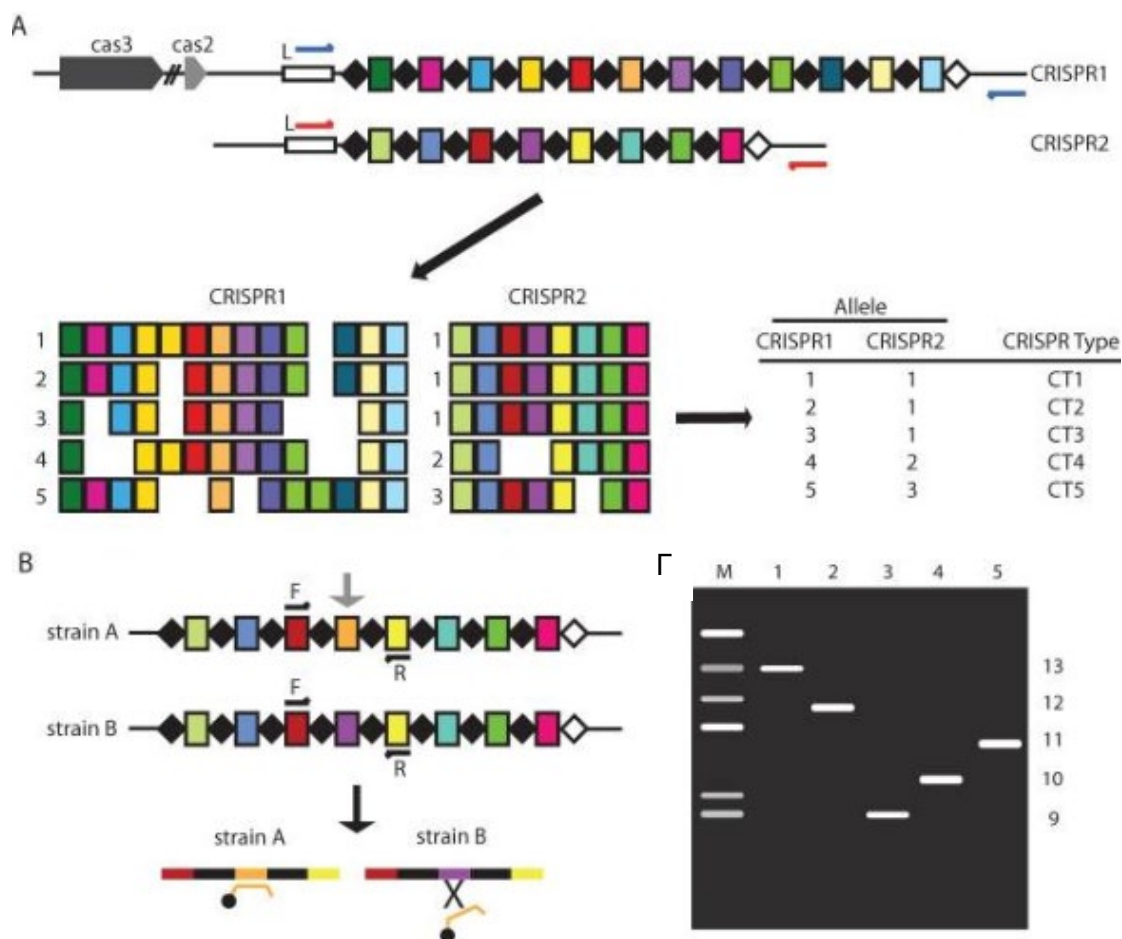 A
cas3 cas2
L
CRISPR1
L
CRISPR2
CRISPR1
1
2
3
4
5
CRISPR2
1
1
1
2
3
Allele
CRISPR1 CRISPR2 CRISPR Type
1 1 CT1
2 1 CT2
3 1 CT3
4 2 CT4
5 3 CT5
B
F
strain A
R
F
strain B
R
strain A strain B
X
Γ
M 1 2 3 4 5
13
12
11
10
9